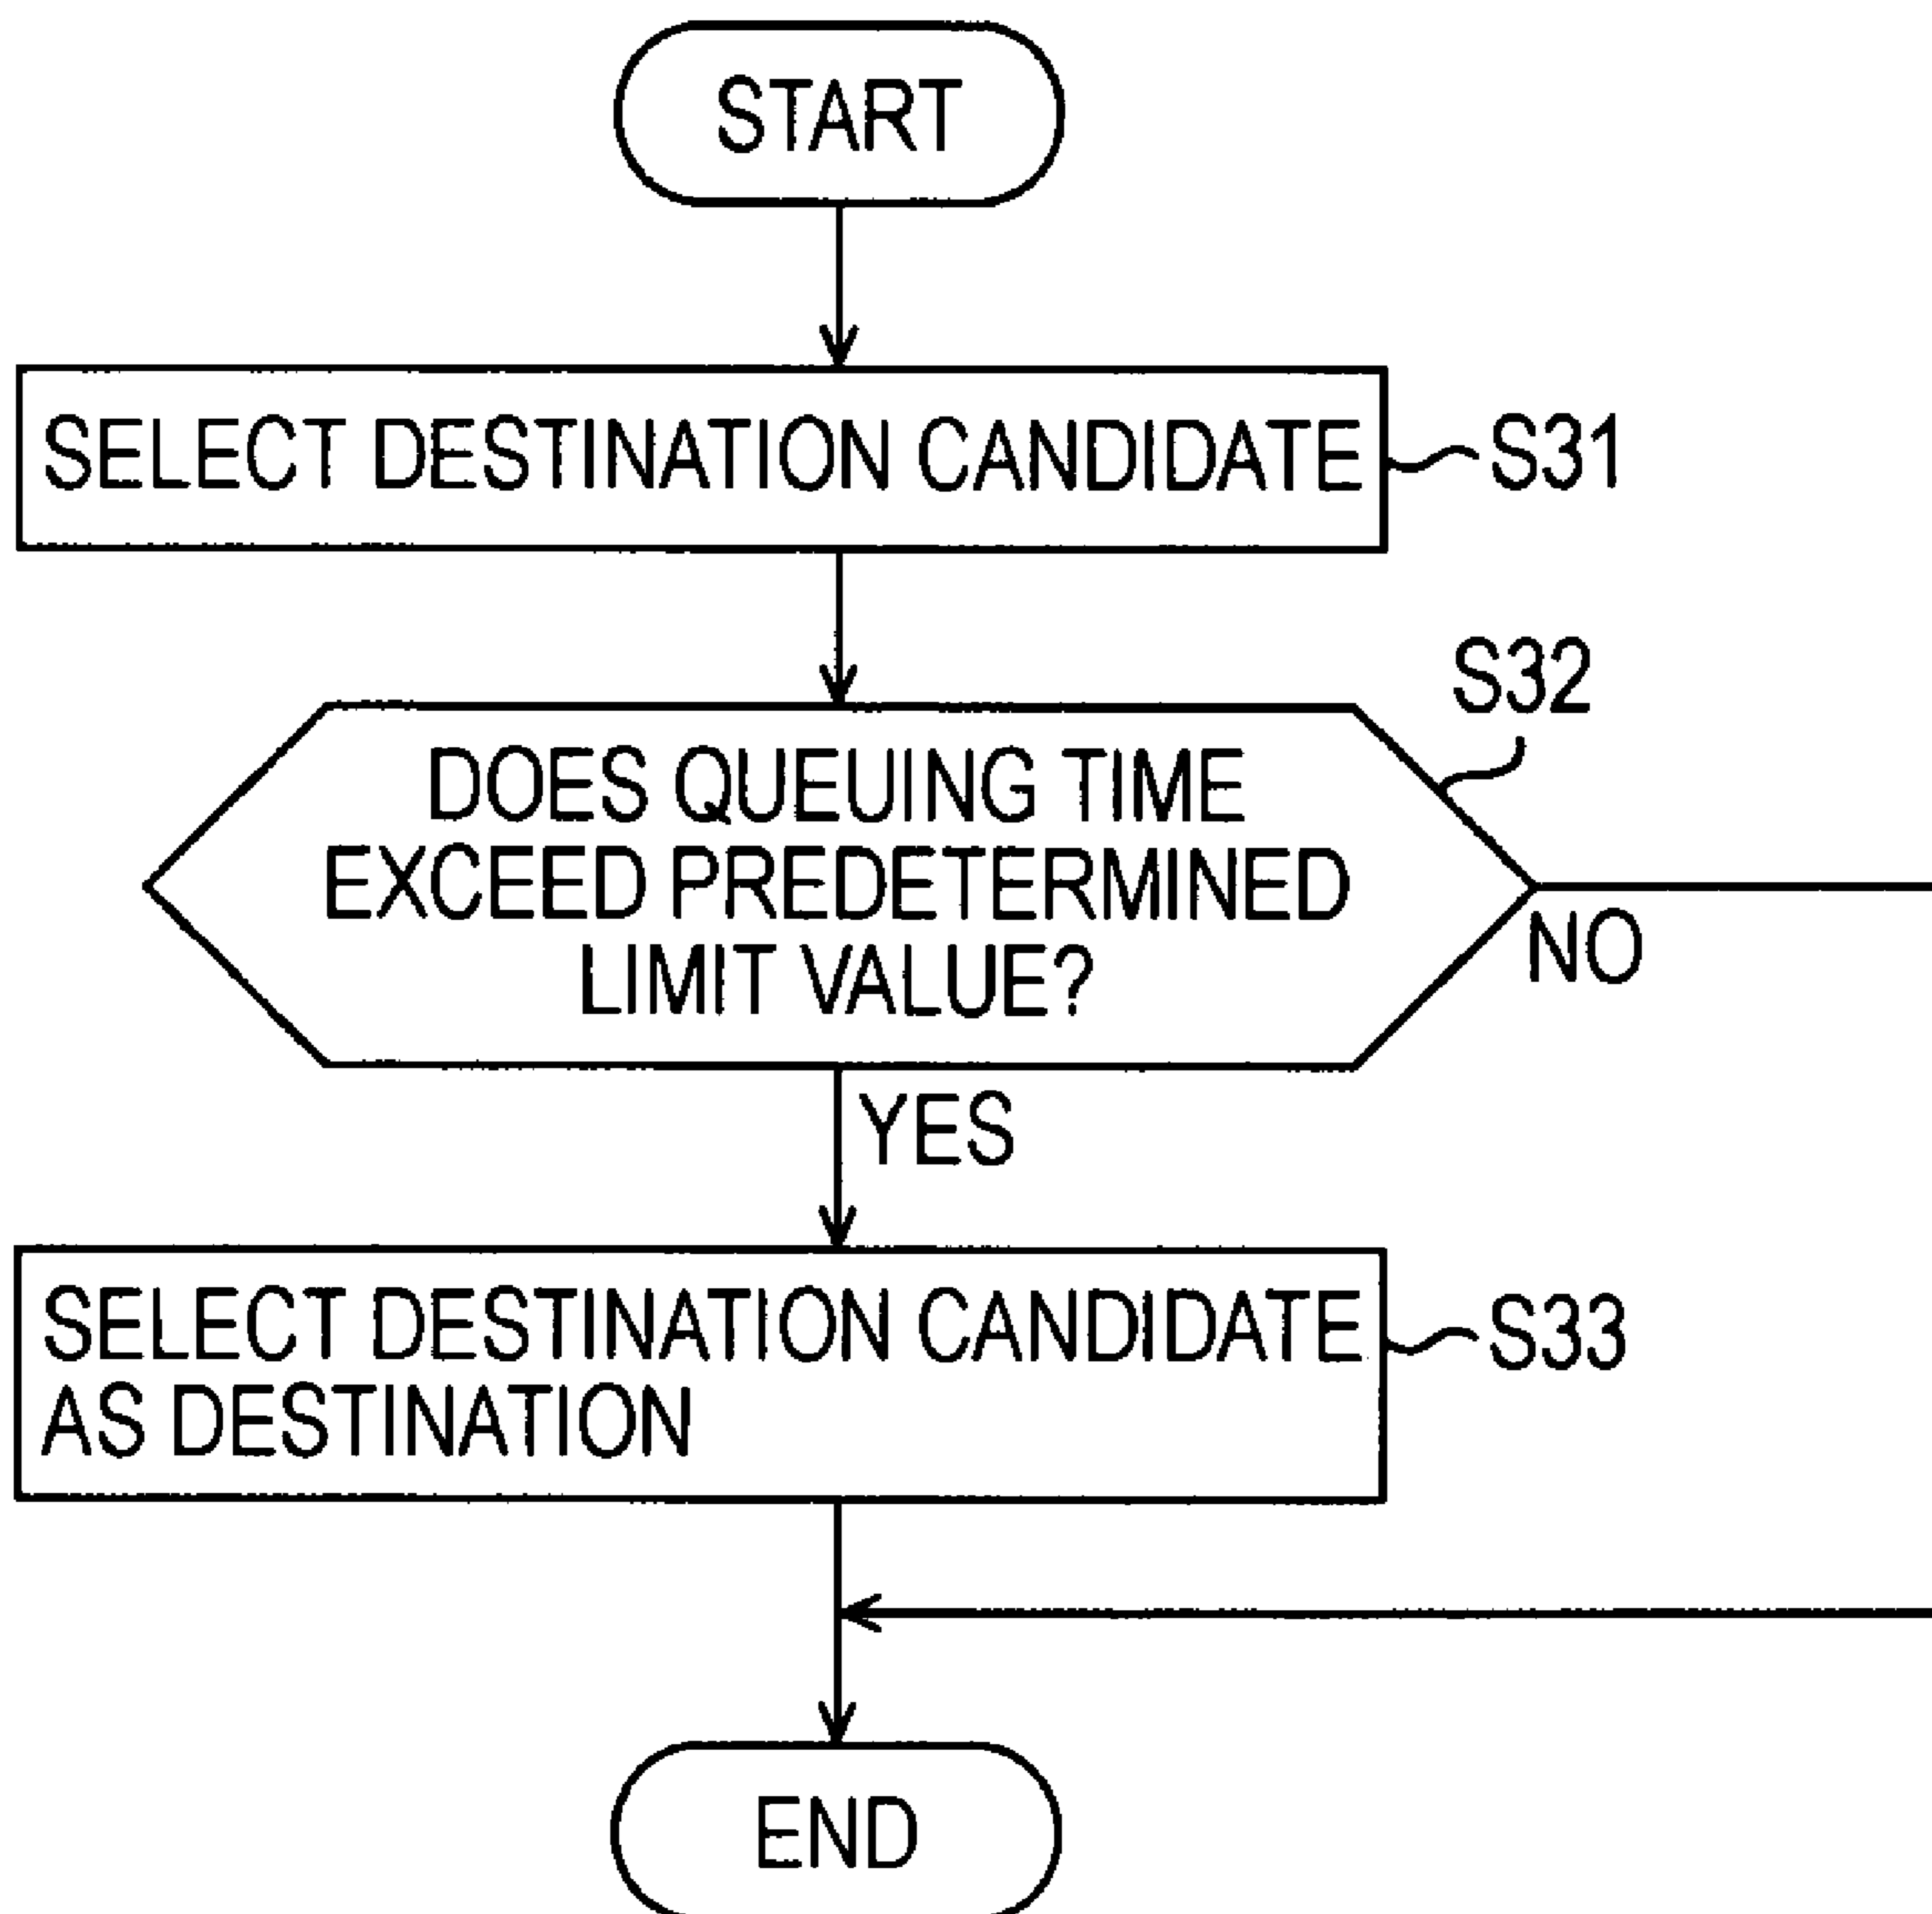 START
SELECT DESTINATION CANDIDATE
S31
S32
DOES QUEUING TIME
EXCEED PREDETERMINED
LIMIT VALUE?
NO
YES
SELECT DESTINATION CANDIDATE
AS DESTINATION
S33
END